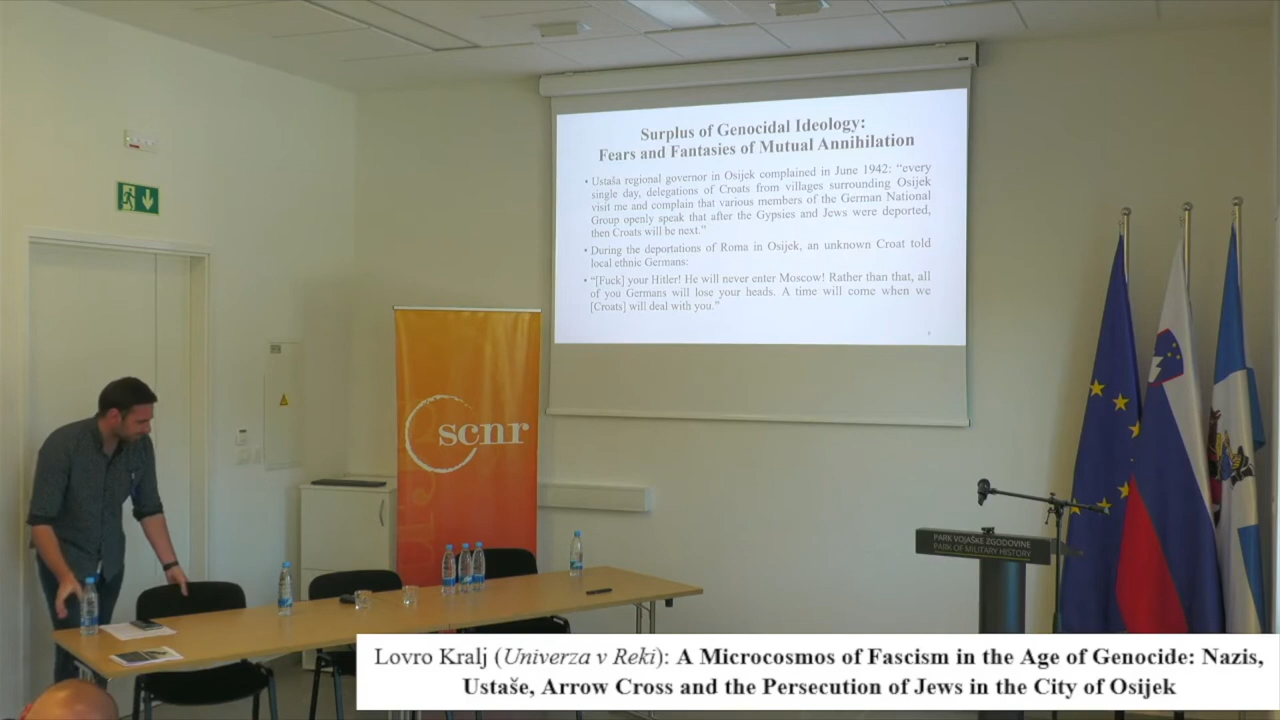 Surplus of Genocidal Ideology:
Fears and Fantasies of Mutual Annihilation
• Ustaša regional governor in Osijek complained in June 1942: “every
single day, delegations of Croats from villages surrounding Osijek
visit me and complain that various members of the German National
Group openly speak that after the Gypsies and Jews were deported,
then Croats will be next.”
• During the deportations of Roma in Osijek, an unknown Croat told
local ethnic Germans:
• “[Fuck] your Hitler! He will never enter Moscow! Rather than that, all
of you Germans will lose your heads. A time will come when we
[Croats] will deal with you.”
scnr
PARK VOJAŠKE ZGODOVINE
PARK OF MILITARY HISTORY
Lovro Kralj (Univerza v Reki): A Microcosmos of Fascism in the Age of Genocide: Nazis,
Ustaše, Arrow Cross and the Persecution of Jews in the City of Osijek